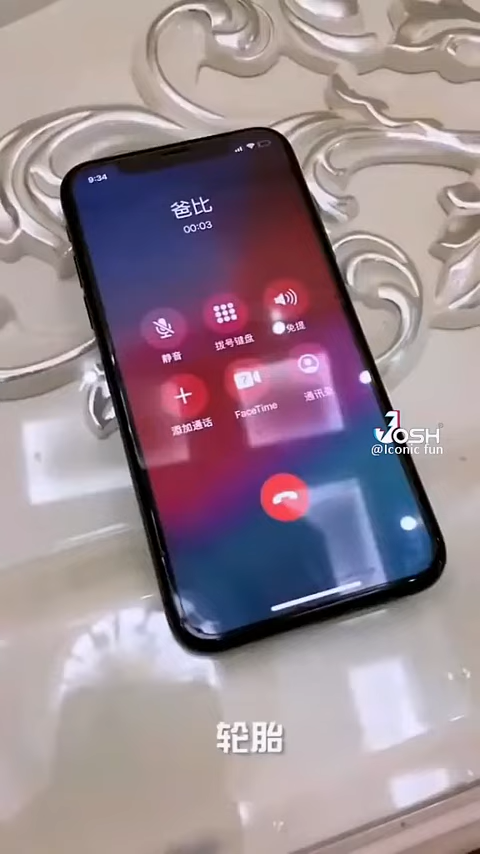 9:34
爸比
00:03
静音
拨号键盘
免提
添加通话
FaceTime
通讯录
JOSH
@Iconic fun
轮胎